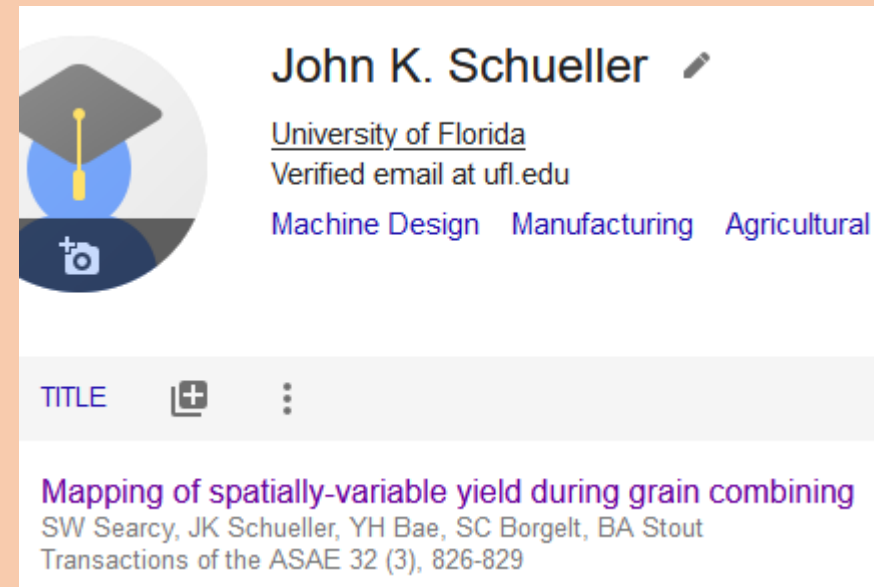 John K. Schueller
University of Florida
Verified email at ufl.edu
Machine Design Manufacturing Agricultural
TITLE
Mapping of spatially-variable yield during grain combining
SW Searcy, JK Schueller, YH Bae, SC Borgelt, BA Stout
Transactions of the ASAE 32 (3), 826-829